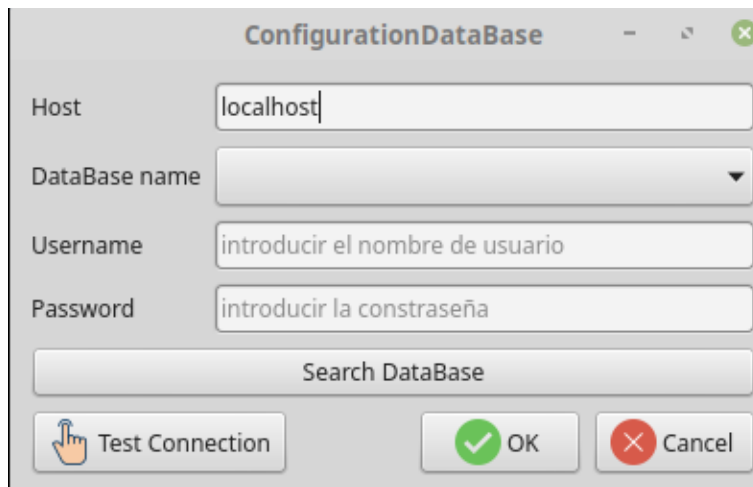 ConfigurationDataBase
Host localhost
DataBase name
Username introducir el nombre de usuario
Password introducir la constraseña
Search DataBase
Test Connection OK Cancel